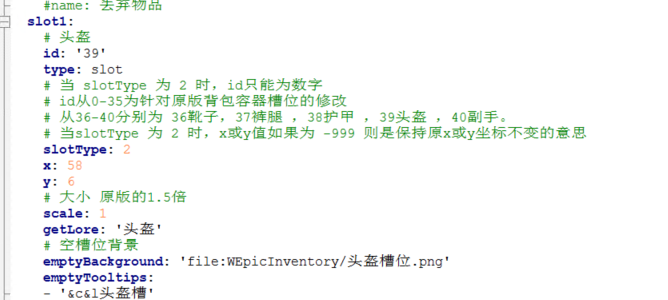 #name: 丢弃物品
slot1:
# 头盔
id: '39'
type: slot
# 当 slotType 为 2 时，id只能为数字
# id从0-35为针对原版背包容器槽位的修改
# 从36-40分别为 36靴子，37裤腿 ，38护甲 ，39头盔 ，40副手。
# 当slotType 为 2 时，x或y值如果为 -999 则是保持原x或y坐标不变的意思
slotType: 2
x: 58
y: 6
# 大小 原版的1.5倍
scale: 1
getLore: '头盔'
# 空槽位背景
emptyBackground: 'file:WEpicInventory/头盔槽位.png'
emptyTooltips:
- '&c&l头盔槽'